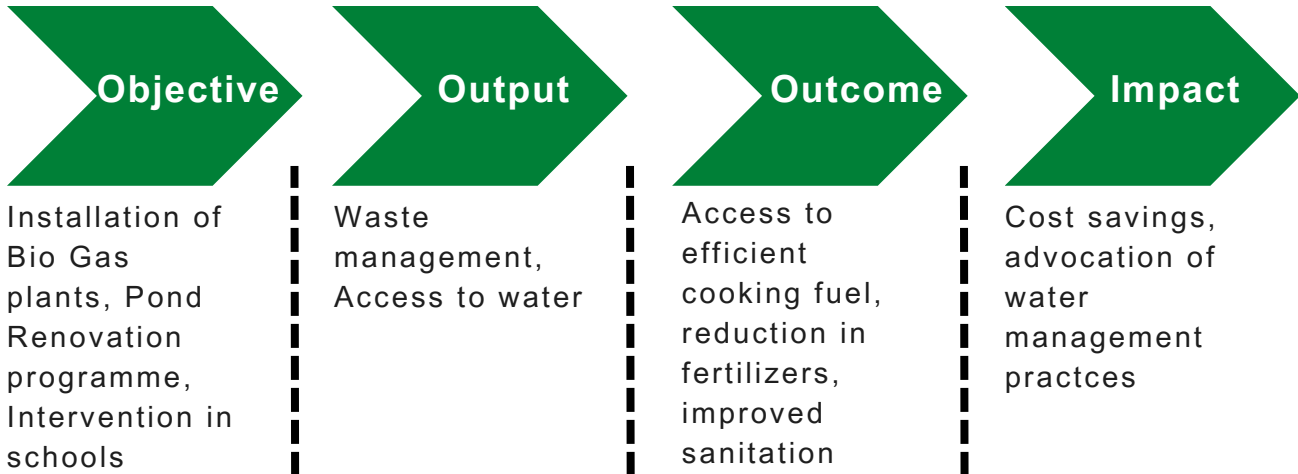 Objective
Installation of
Bio Gas
plants, Pond
Renovation
programme,
Intervention in
schools
Output
Waste
management,
Access to water
Outcome
Access to
efficient
cooking fuel,
reduction in
fertilizers,
improved
sanitation
Impact
Cost savings,
advocation of
water
management
practces